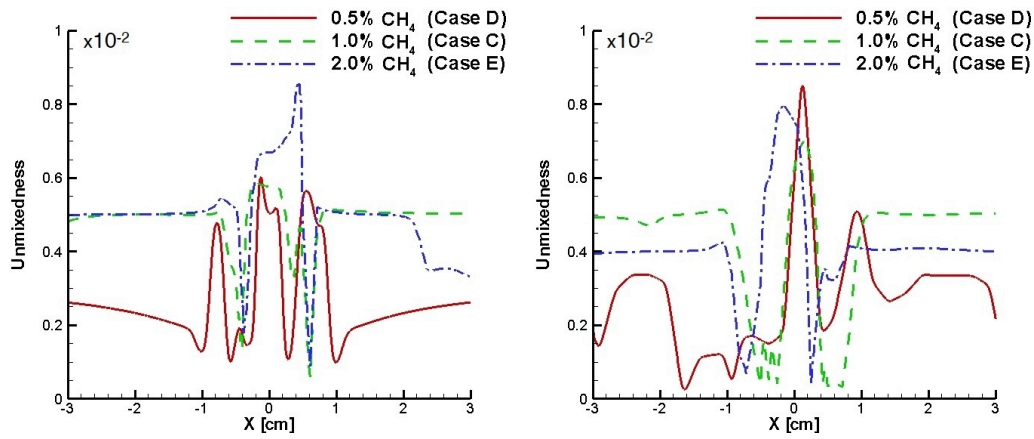 0.5% CH4 (Case D)
1.0% CH4 (Case C)
2.0% CH4 (Case E)
x10-2
1
0.8
0.6
0.4
0.2
0
Unmixedness
-3 -2 -1 0 1 2 3
X [cm]
0.5% CH4 (Case D)
1.0% CH4 (Case C)
2.0% CH4 (Case E)
x10-2
1
0.8
0.6
0.4
0.2
0
Unmixedness
-3 -2 -1 0 1 2 3
X [cm]